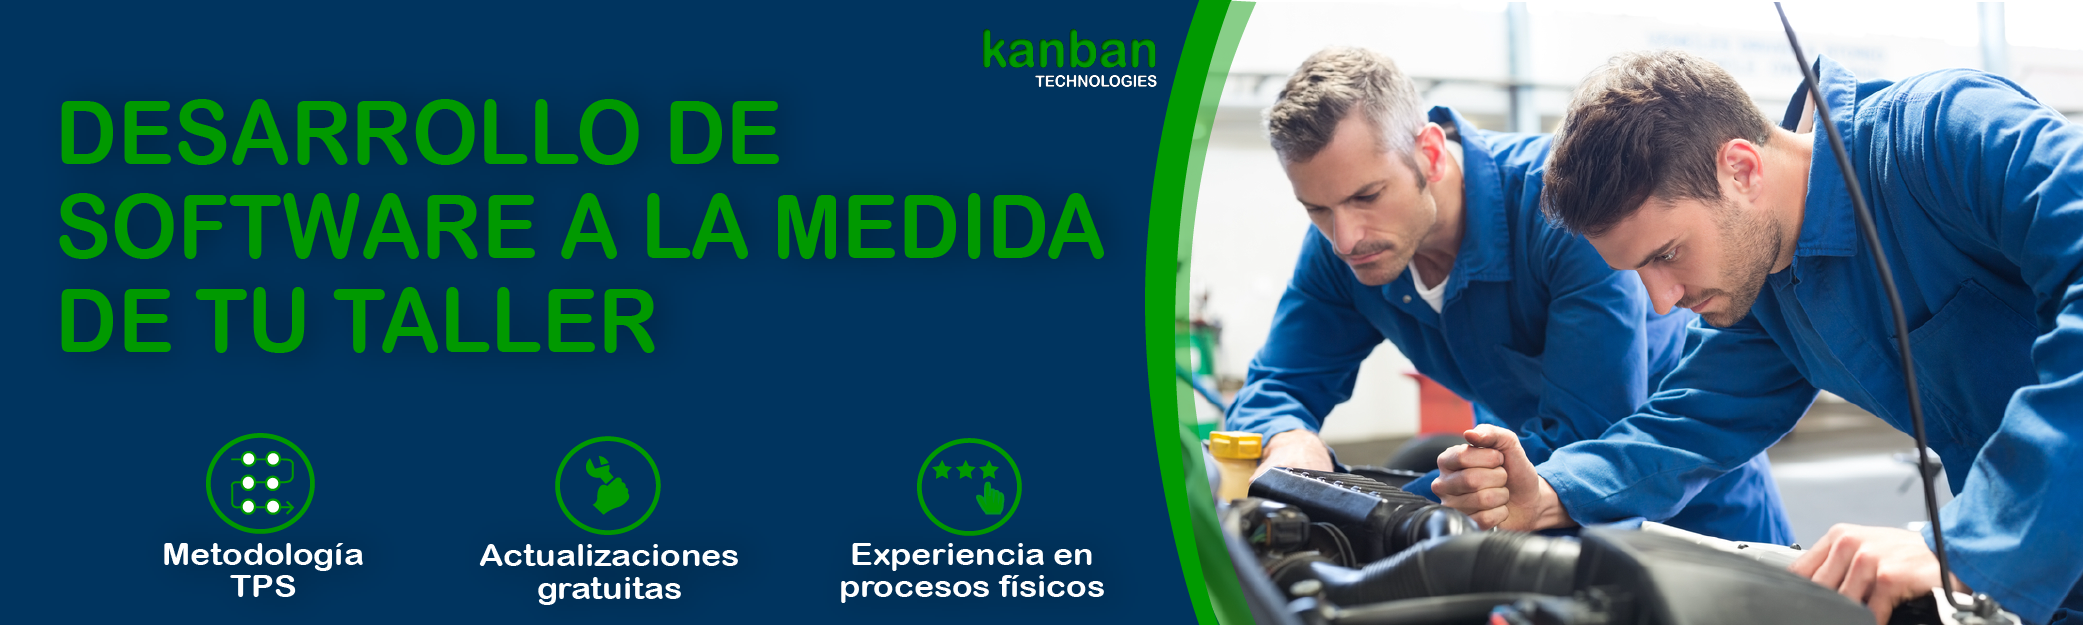 kanban
TECHNOLOGIES
DESARROLLO DE
SOFTWARE A LA MEDIDA
DE TU TALLER
Metodología
TPS
Actualizaciones
gratuitas
Experiencia en
procesos físicos